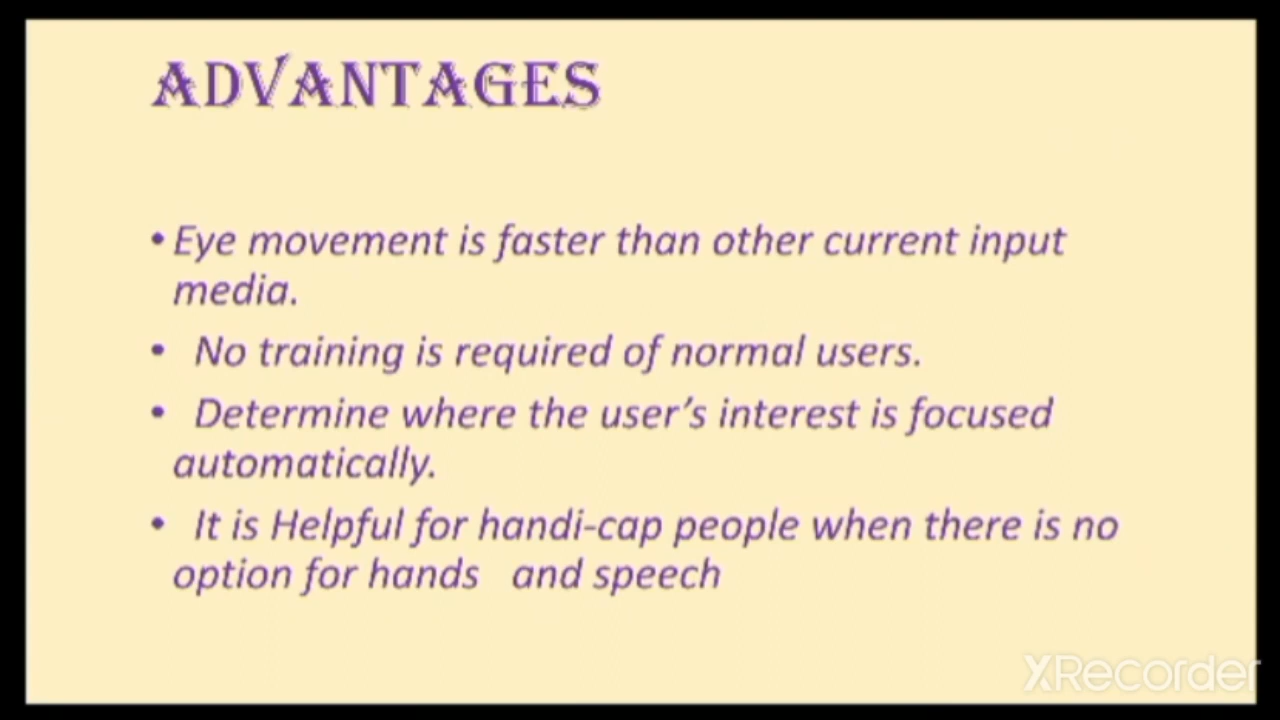 ADVANTAGES
• Eye movement is faster than other current input
media.
• No training is required of normal users.
• Determine where the user’s interest is focused
automatically.
• It is Helpful for handi-cap people when there is no
option for hands   and speech
XRecorder